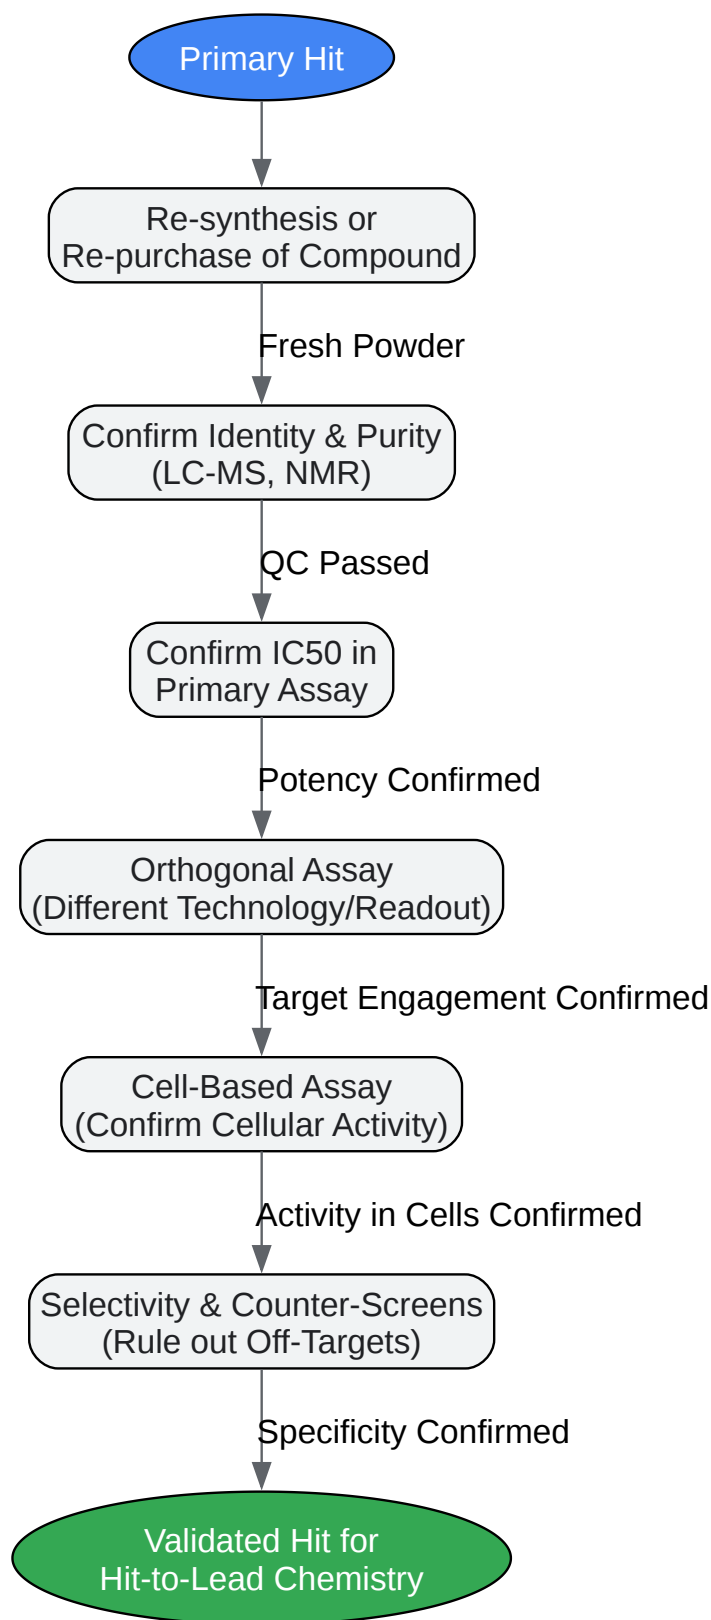 Primary Hit
Re-synthesis or
Re-purchase of Compound
Fresh Powder
Confirm Identity & Purity
(LC-MS, NMR)
QC Passed
Confirm IC50 in
Primary Assay
Potency Confirmed
Orthogonal Assay
(Different Technology/Readout)
Target Engagement Confirmed
Cell-Based Assay
(Confirm Cellular Activity)
Activity in Cells Confirmed
Selectivity & Counter-Screens
(Rule out Off-Targets)
Specificity Confirmed
Validated Hit for
Hit-to-Lead Chemistry